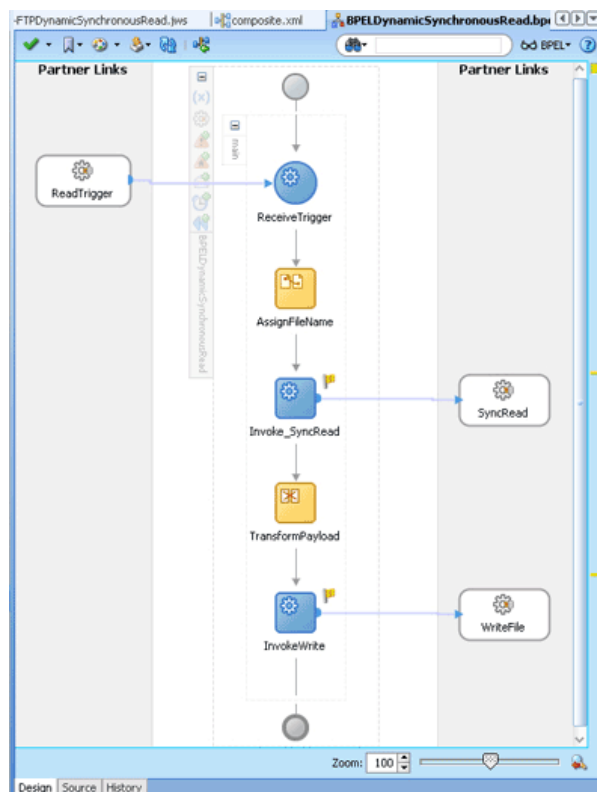 -FTPDynamicSynchronousRead.jws
composite.xml
BPELDynamicSynchronousRead.bpe
BPEL
Partner Links
Partner Links
main
BPELDynamicSynchronousRead
ReadTrigger
ReceiveTrigger
AssignFileName
Invoke_SyncRead
SyncRead
TransformPayload
InvokeWrite
WriteFile
Zoom: 100
Design Source History